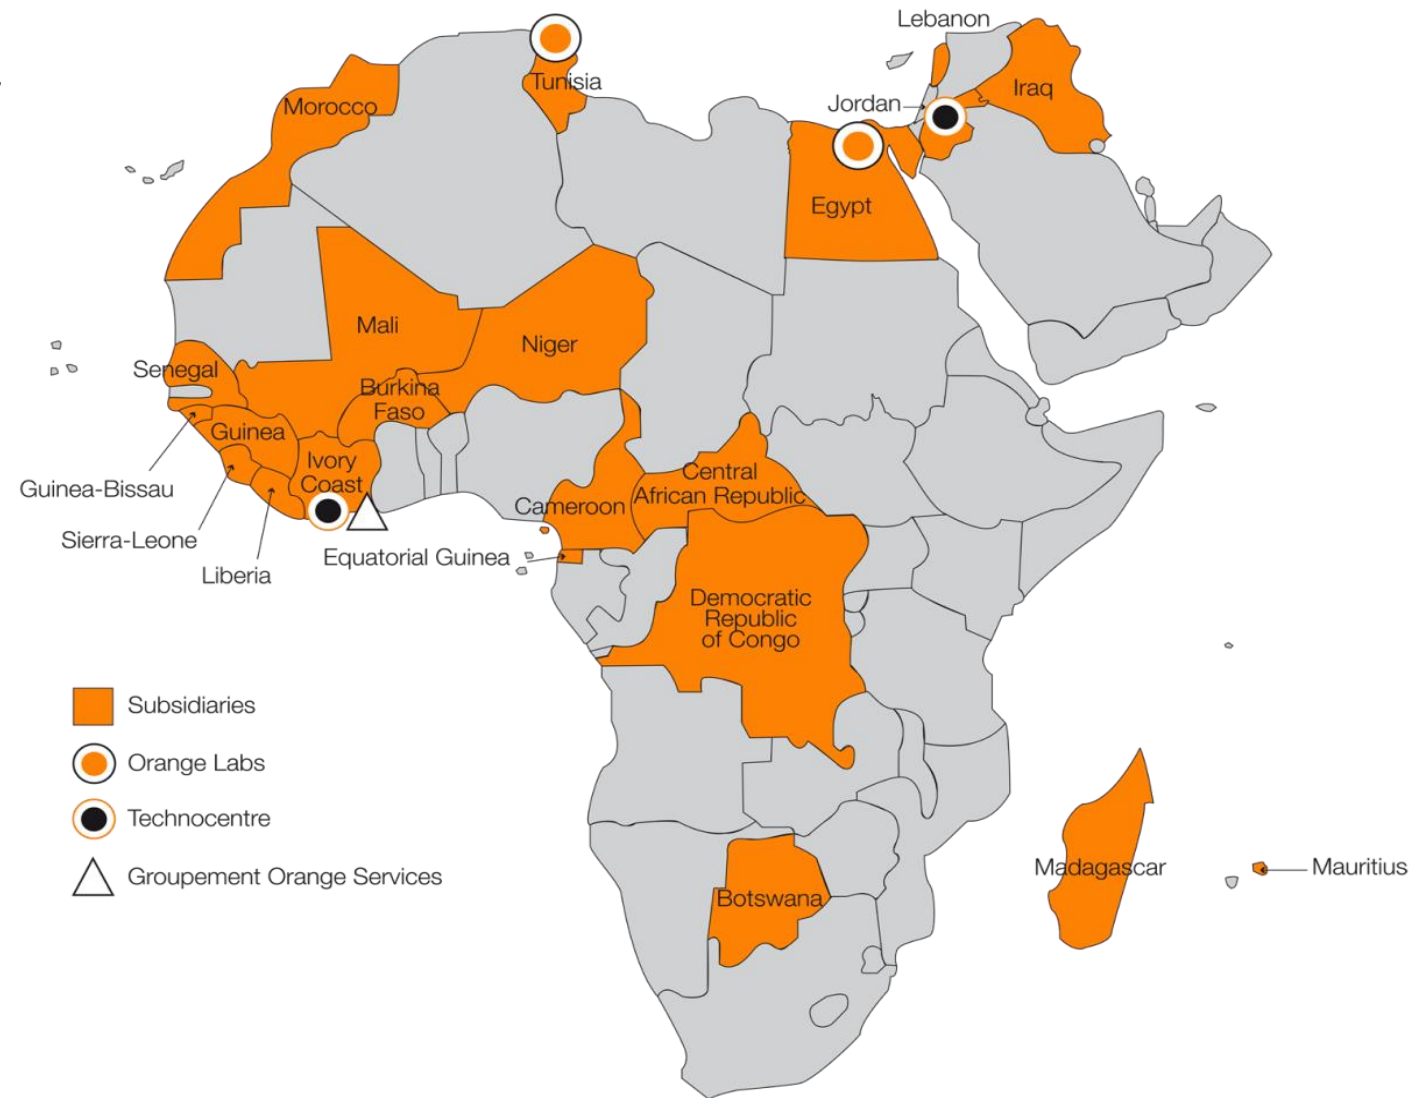 Lebanon
Tunisia
Iraq
Morocco
Jordan
Egypt
Mali
Niger
Senegal
Burkina
Faso
Guinea
Ivory
Coast
Central
African Republic
Guinea-Bissau
Cameroon
Sierra-Leone
Equatorial Guinea
Liberia
Democratic
Republic
of Congo
Subsidiaries
Orange Labs
Technocentre
Groupement Orange Services
Madagascar
Mauritius
Botswana